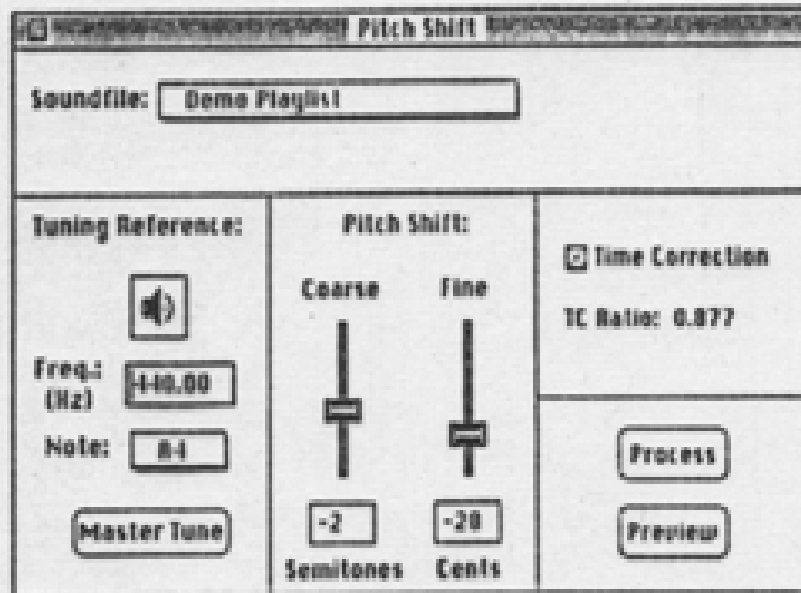 Pitch Shift
Soundfile: Demo Playlist
Tuning Reference:
Freq.: 440.00
(Hz)
Note: A4
Master Tune
Pitch Shift:
Coarse Fine
-2 -28
Semitones Cents
Time Correction
TC Ratio: 0.877
Process
Preview